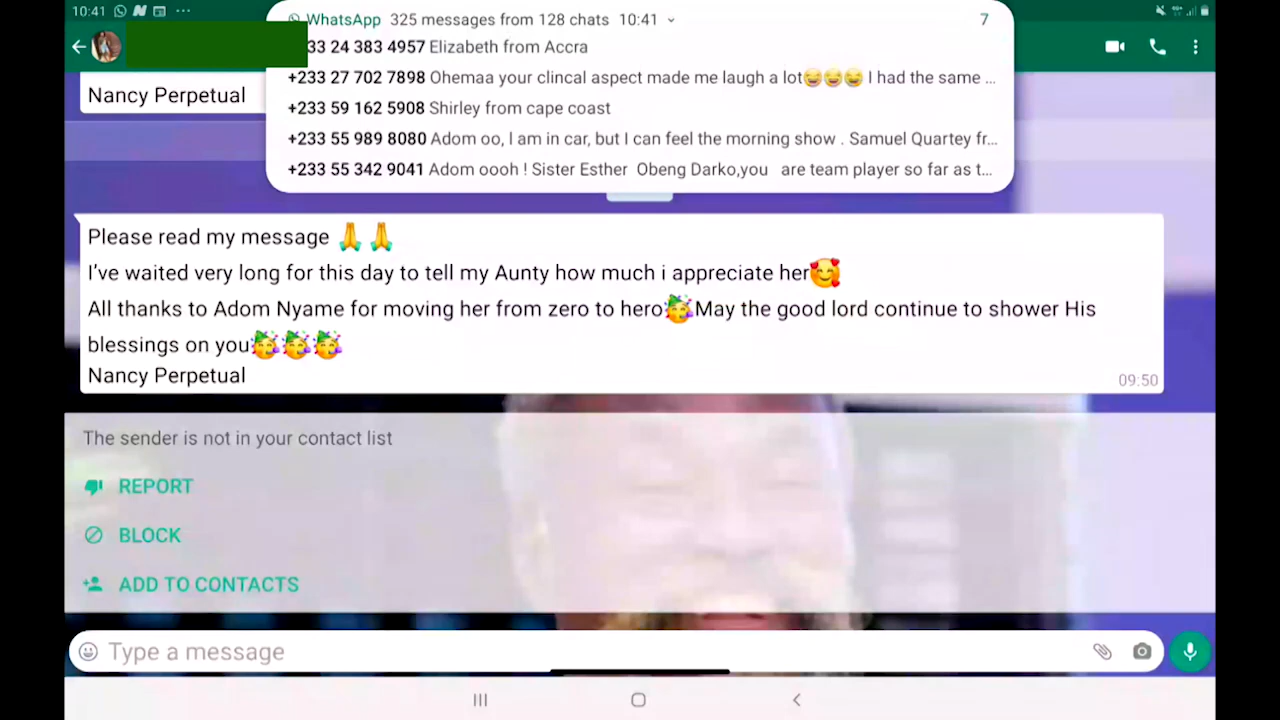 10:41
WhatsApp 325 messages from 128 chats 10:41 7
33 24 383 4957 Elizabeth from Accra
+233 27 702 7898 Ohemaa your clincal aspect made me laugh a lot😂😂😂 I had the same ...
+233 59 162 5908 Shirley from cape coast
+233 55 989 8080 Adom oo, I am in car, but I can feel the morning show . Samuel Quartey fr...
+233 55 342 9041 Adom oooh ! Sister Esther Obeng Darko,you are team player so far as t...
Nancy Perpetual
Please read my message 🙏 🙏
I've waited very long for this day to tell my Aunty how much i appreciate her🥰
All thanks to Adom Nyame for moving her from zero to hero🥳May the good lord continue to shower His
blessings on you🥳🥳🥳
Nancy Perpetual
09:50
The sender is not in your contact list
REPORT
BLOCK
ADD TO CONTACTS
Type a message